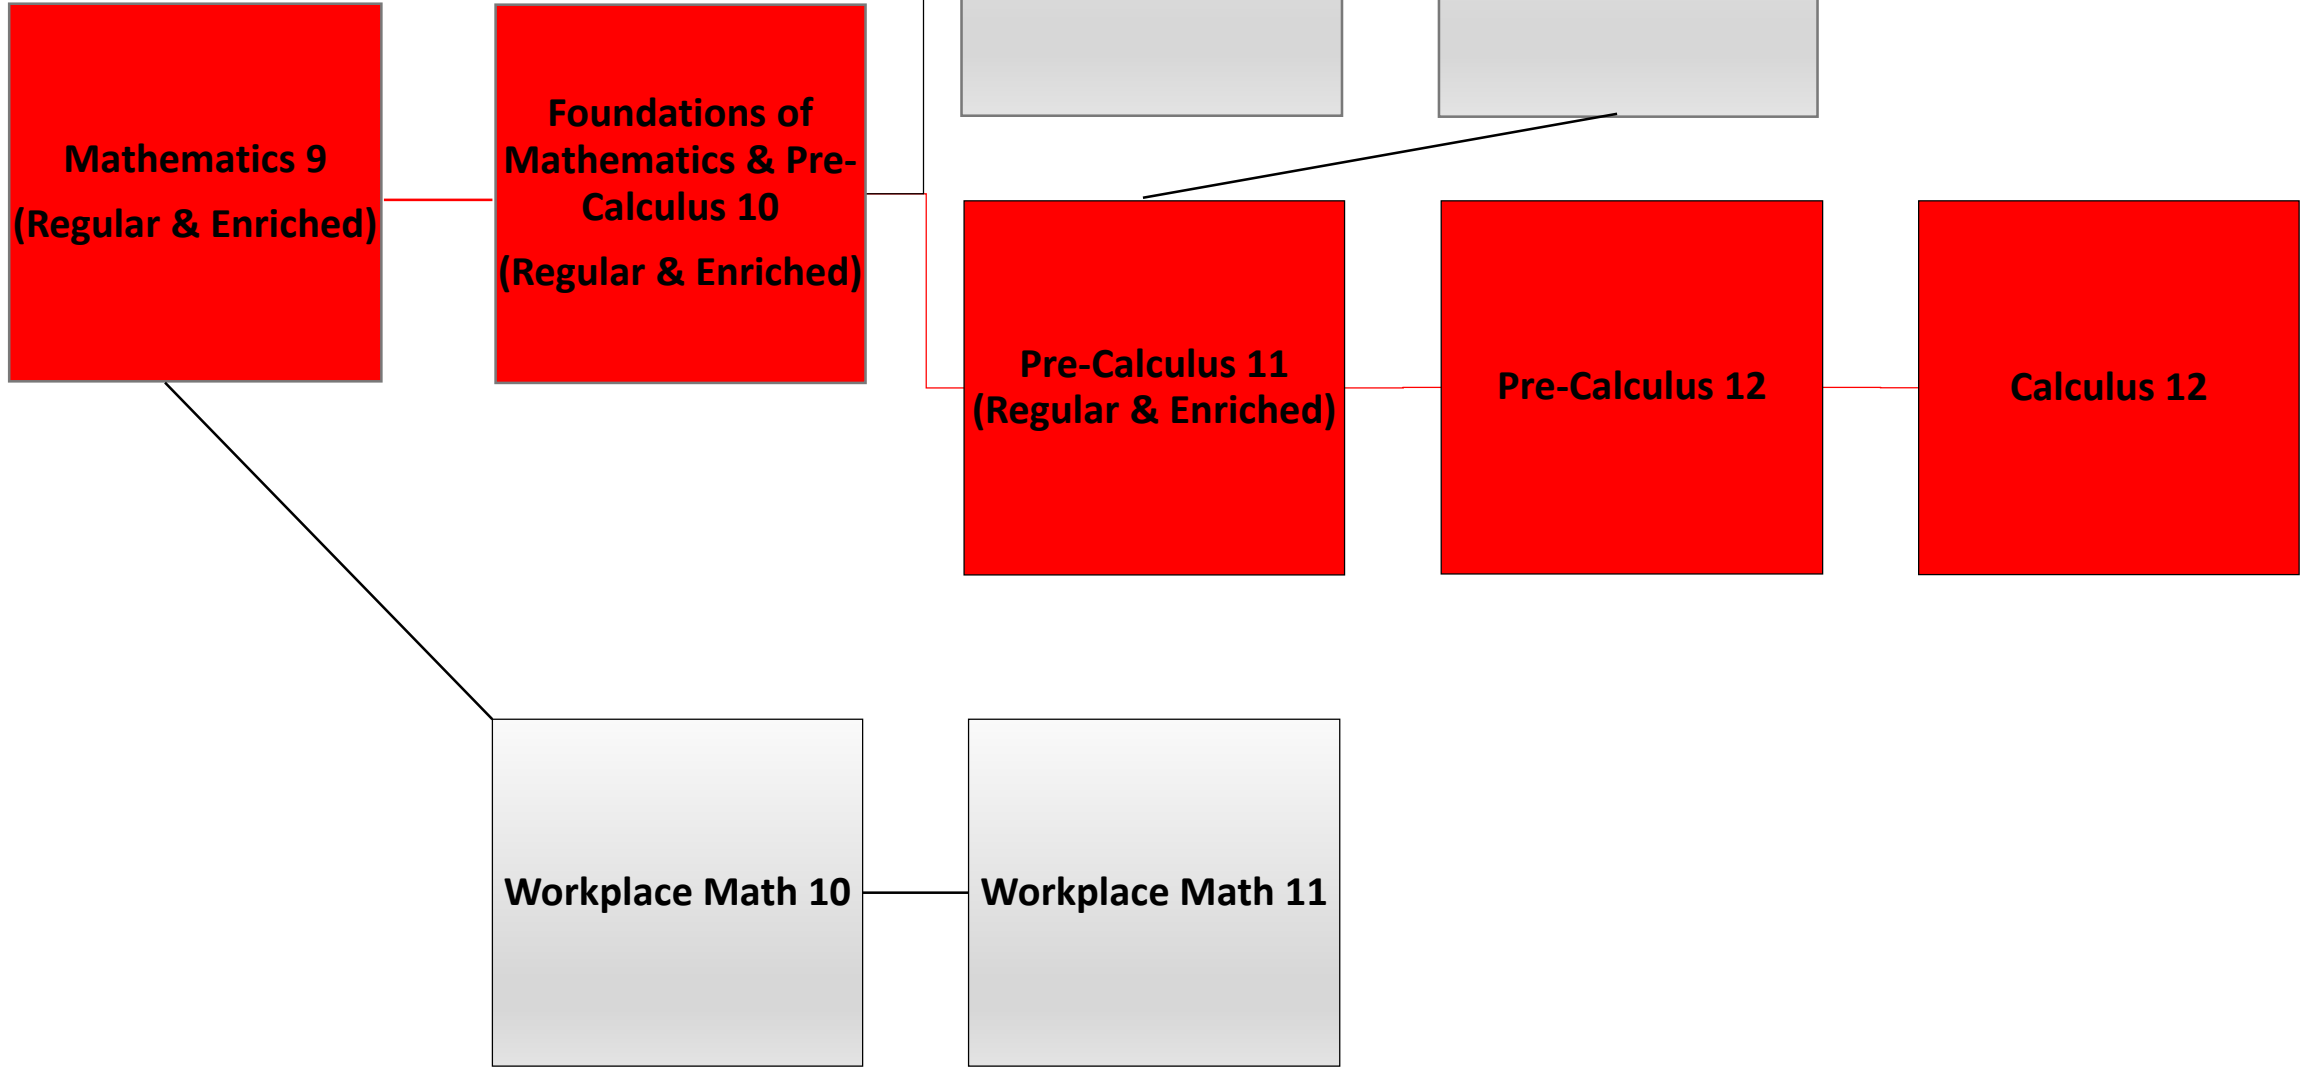 Mathematics 9
(Regular & Enriched)
Foundations of
Mathematics & Pre-
Calculus 10
(Regular & Enriched)
Pre-Calculus 11
(Regular & Enriched)
Pre-Calculus 12
Calculus 12
Workplace Math 10
Workplace Math 11